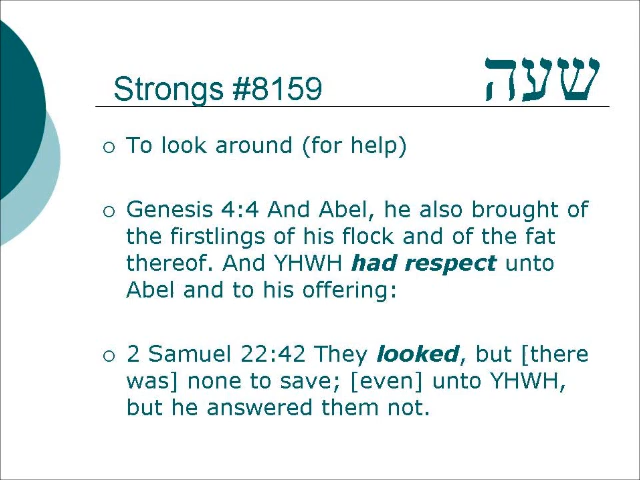 Strongs #8159 שעה
To look around (for help)
Genesis 4:4 And Abel, he also brought of
the firstlings of his flock and of the fat
thereof. And YHWH had respect unto
Abel and to his offering:
2 Samuel 22:42 They looked, but [there
was] none to save; [even] unto YHWH,
but he answered them not.